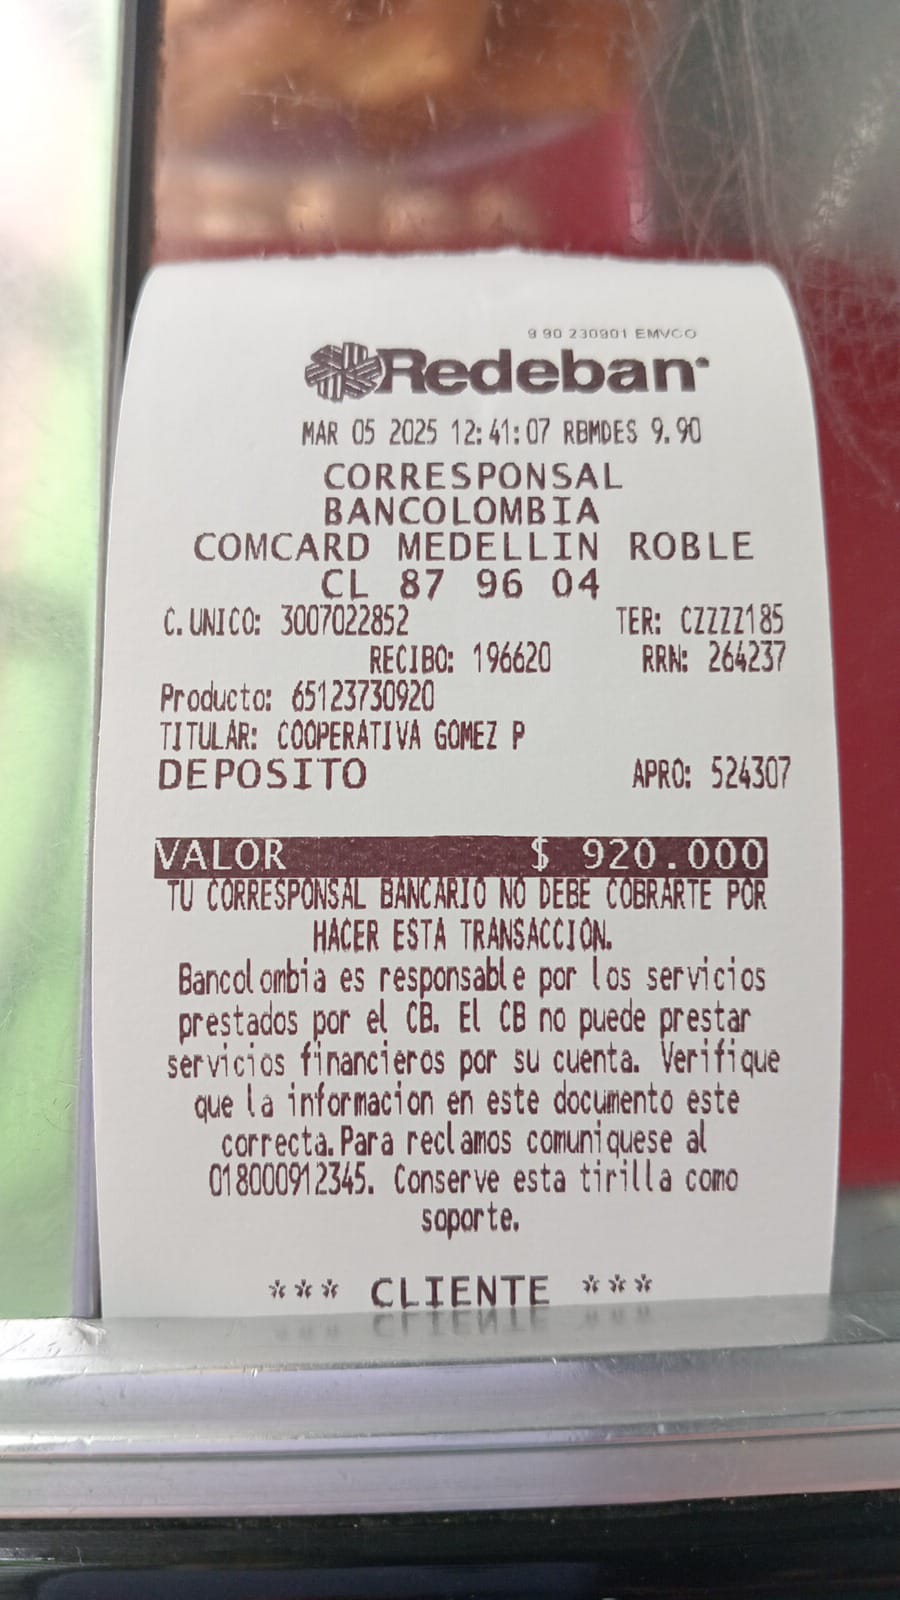 9 90 230901 EMVCO
Redeban
MAR 05 2025 12:41:07 RBMDES 9.90
CORRESPONSAL
BANCOLOMBIA
COMCARD MEDELLIN ROBLE
CL 87 96 04
C.UNICO: 3007022852 TER: CZZZZ185
RECIBO: 196620 RRN: 264237
Producto: 65123730920
TITULAR: COOPERATIVA GOMEZ P
DEPOSITO APRO: 524307
VALOR $ 920.000
TU CORRESPONSAL BANCARIO NO DEBE COBRARTE POR
HACER ESTA TRANSACCION.
Bancolombia es responsable por los servicios
prestados por el CB. El CB no puede prestar
servicios financieros por su cuenta. Verifique
que la informacion en este documento este
correcta.Para reclamos comuniquese al
018000912345. Conserve esta tirilla como
soporte.
*** CLIENTE ***